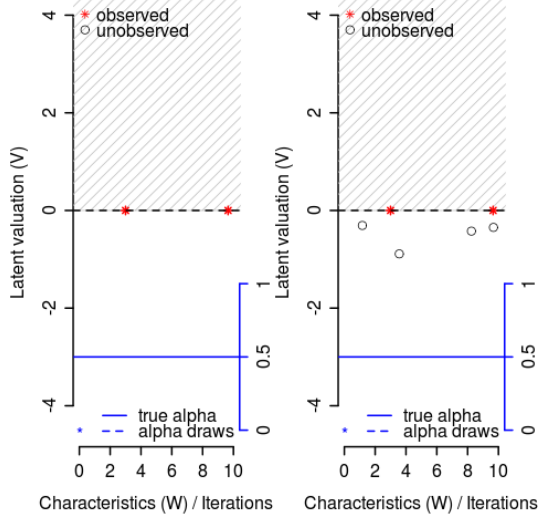 4
2
0
-2
-4
Latent valuation (V)
observed
unobserved
1
0.5
0
true alpha
alpha draws
0 2 4 6 8 10
Characteristics (W) / Iterations
4
2
0
-2
-4
Latent valuation (V)
observed
unobserved
1
0.5
0
true alpha
alpha draws
0 2 4 6 8 10
Characteristics (W) / Iterations